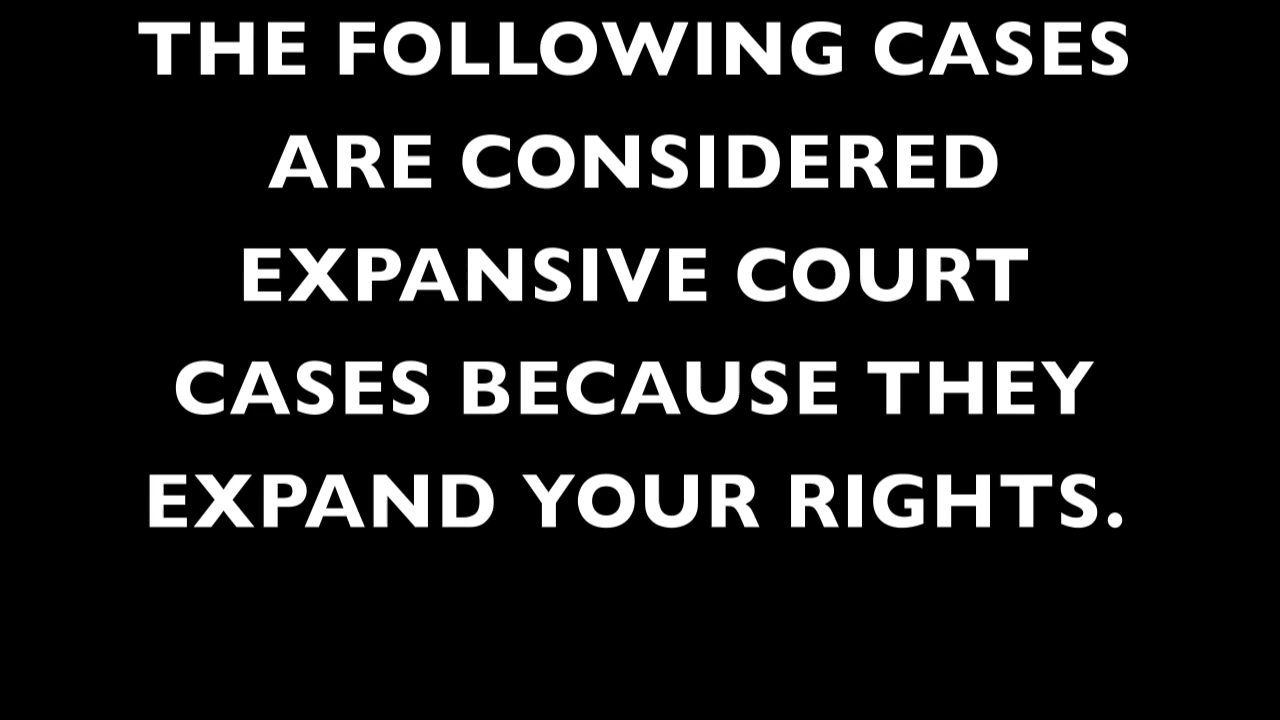 THE FOLLOWING CASES
ARE CONSIDERED
EXPANSIVE COURT
CASES BECAUSE THEY
EXPAND YOUR RIGHTS.